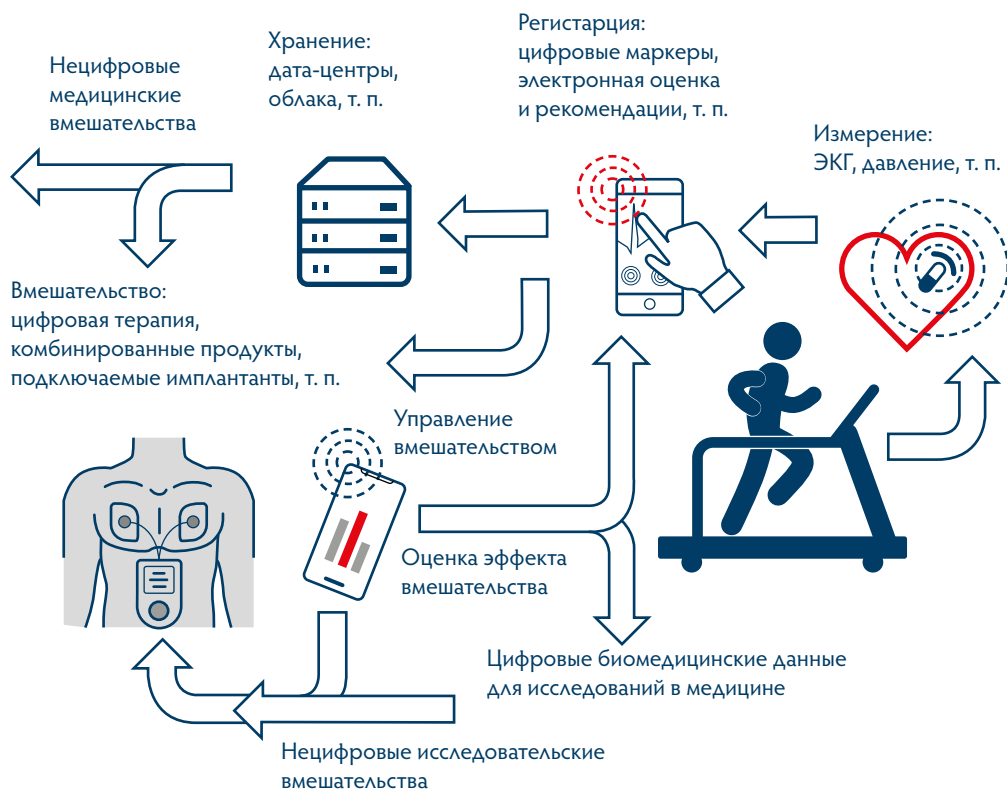 Регистарция:
цифровые маркеры,
электронная оценка
и рекомендации, т. п.
Хранение:
дата-центры,
облака, т. п.
Нецифровые
медицинские
вмешательства
Измерение:
ЭКГ, давление, т. п.
Вмешательство:
цифровая терапия,
комбинированные продукты,
подключаемые имплантанты, т. п.
Управление
вмешательством
Оценка эффекта
вмешательства
Цифровые биомедицинские данные
для исследований в медицине
Нецифровые исследовательские
вмешательства